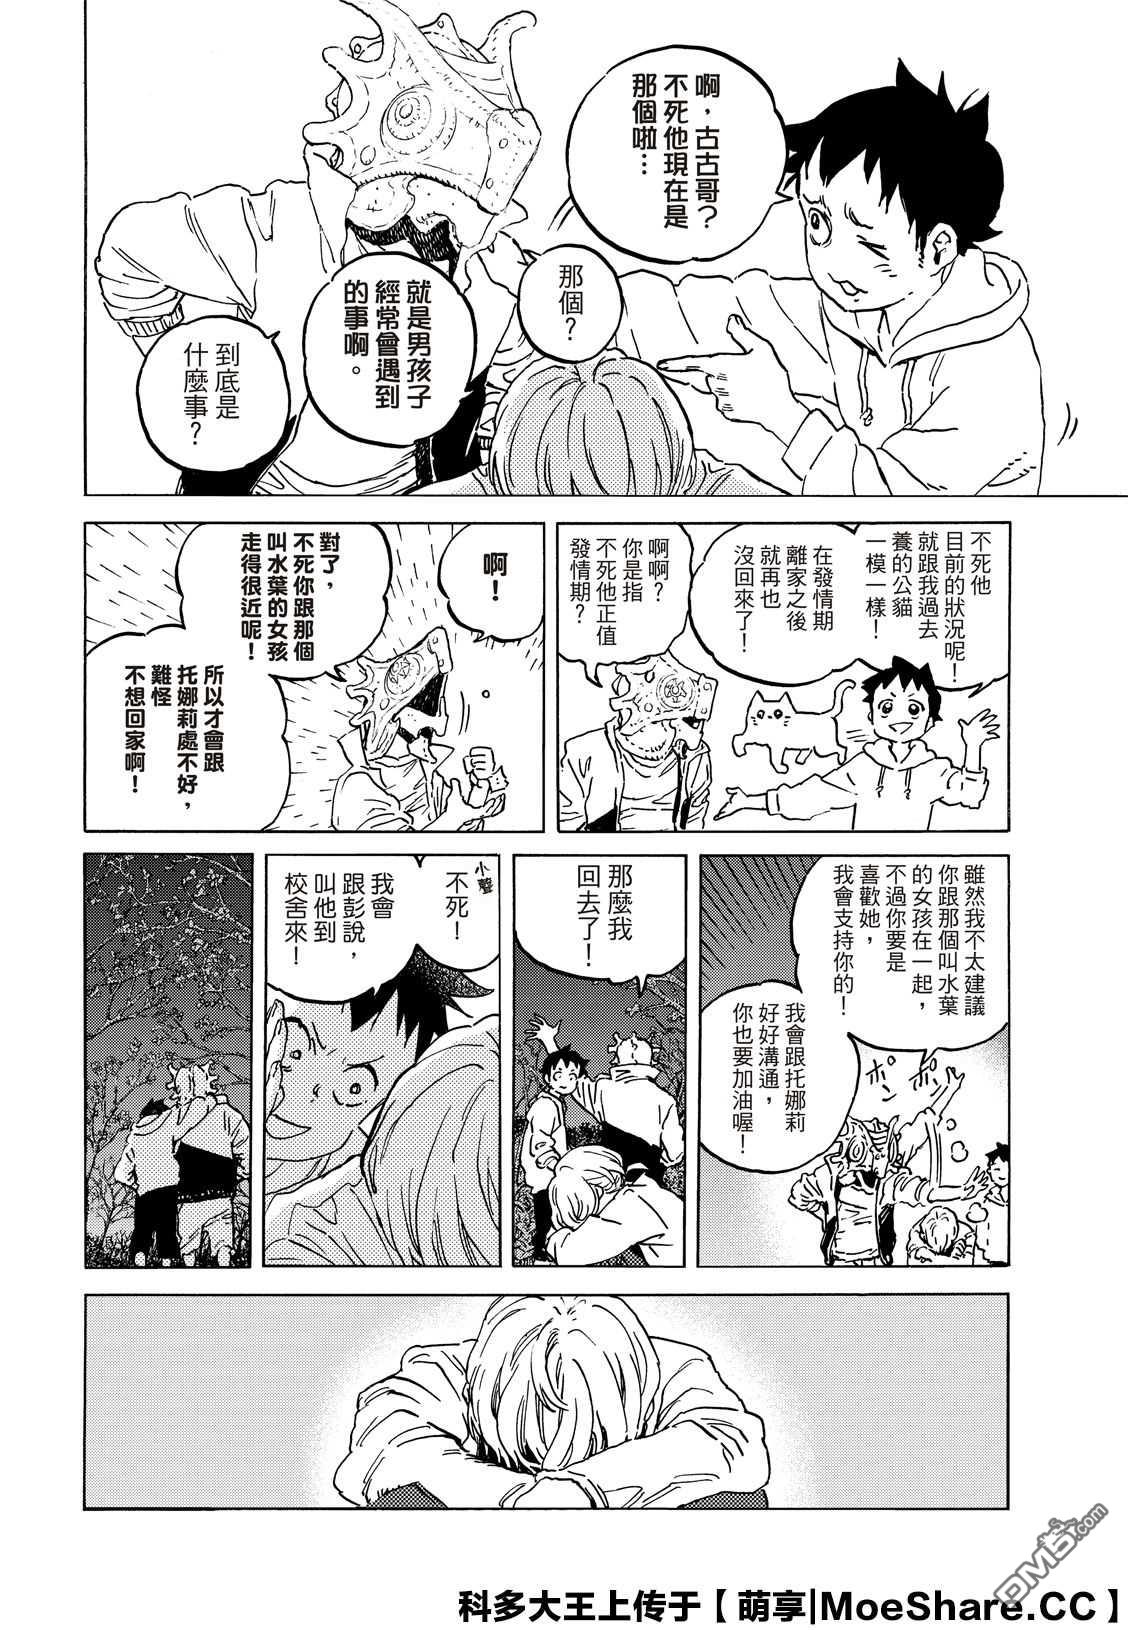 啊，古古哥？
不死他現在是
那個啦…
那個？
就是男孩子
經常會遇到
的事啊。
到底是
什麼事？
不死他
目前的狀況呢！
就跟我過去
養的公貓
一模一樣！
在發情期
離家之後
就再也
沒回來了！
啊啊？
你是指
不死他正值
發情期？
啊！
對了，
不死你跟那個
叫水葉的女孩
走得很近呢！
所以才會跟
托娜莉處不好，
難怪
不想回家啊！
雖然我不太建議
你跟那個叫水葉
的女孩在一起，
不過你要是
喜歡她，
我會支持你的！
我會跟托娜莉
好好溝通，
你也要加油喔！
ポンポン
那麼我
回去了！
小聲
不死！
我會
跟彭說，
叫他到
校舍來！
DM5.com
科多大王上传于【萌享|MoeShare.CC】